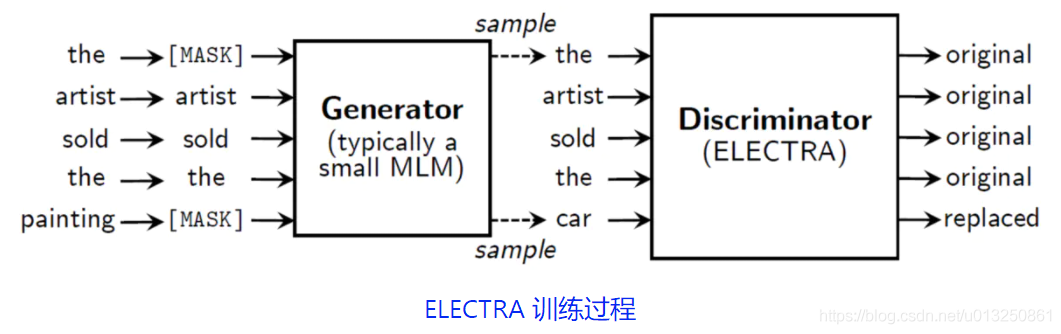 sample
the [MASK] the original
artist artist artist original
sold sold sold original
the the the original
painting [MASK] car replaced
Generator
(typically a
small MLM)
Discriminator
(ELECTRA)
sample
ELECTRA 训练过程
https://blog.csdn.net/u013250861